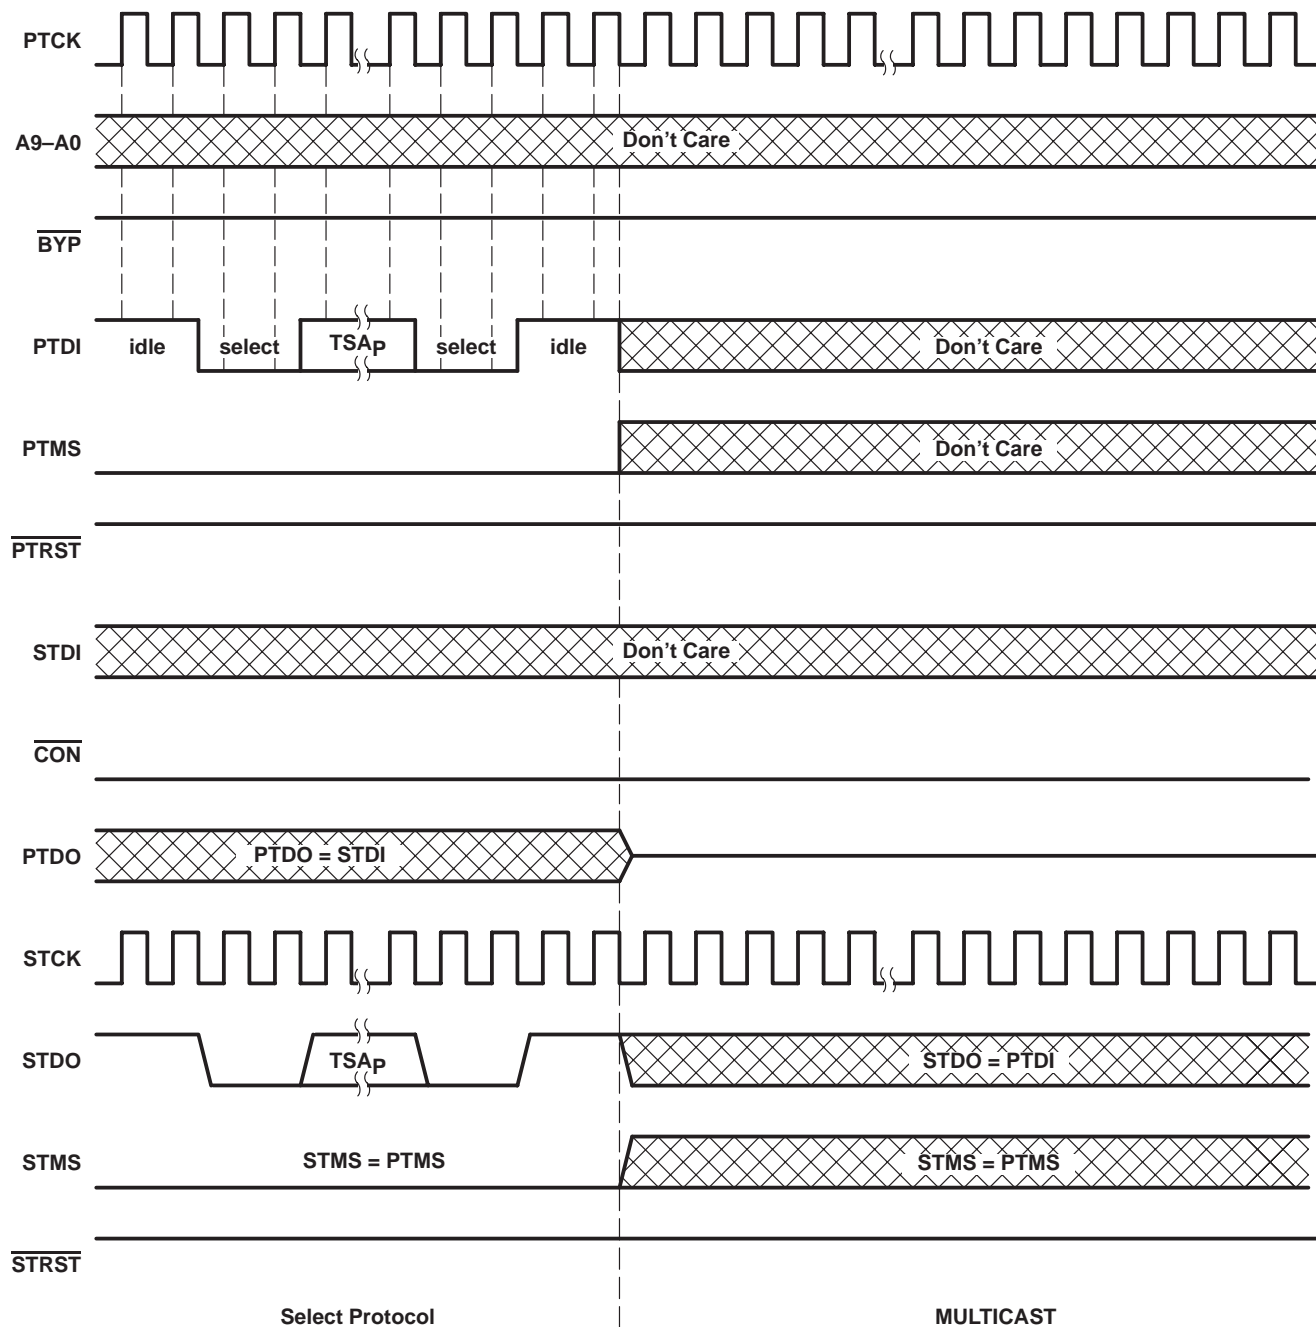 PTCK
A9–A0 Don't Care
BYP
PTDI idle select TSAP select idle Don't Care
PTMS Don't Care
PTRST
STDI Don't Care
CON
PTDO PTDO = STDI
STCK
STDO TSAP STDO = PTDI
STMS STMS = PTMS STMS = PTMS
STRST
Select Protocol MULTICAST